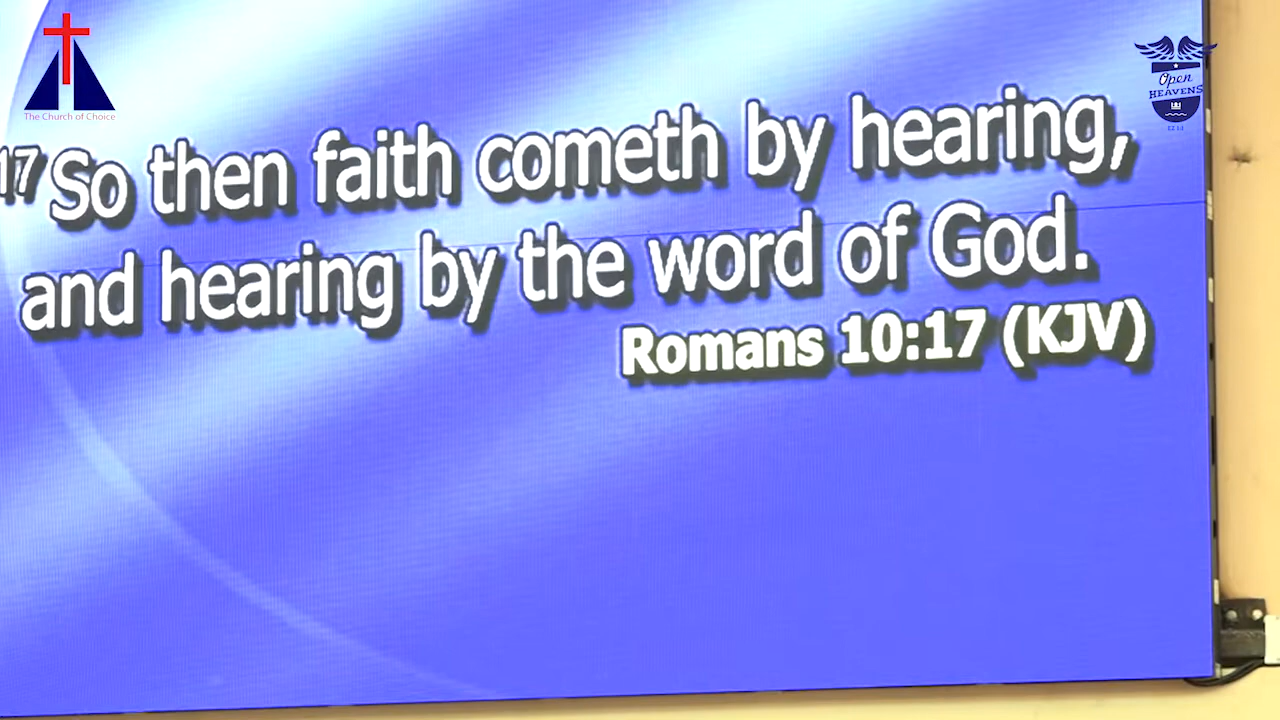 The Church of Choice
Open
HEAVENS
17 So then faith cometh by hearing,
and hearing by the word of God.
Romans 10:17 (KJV)